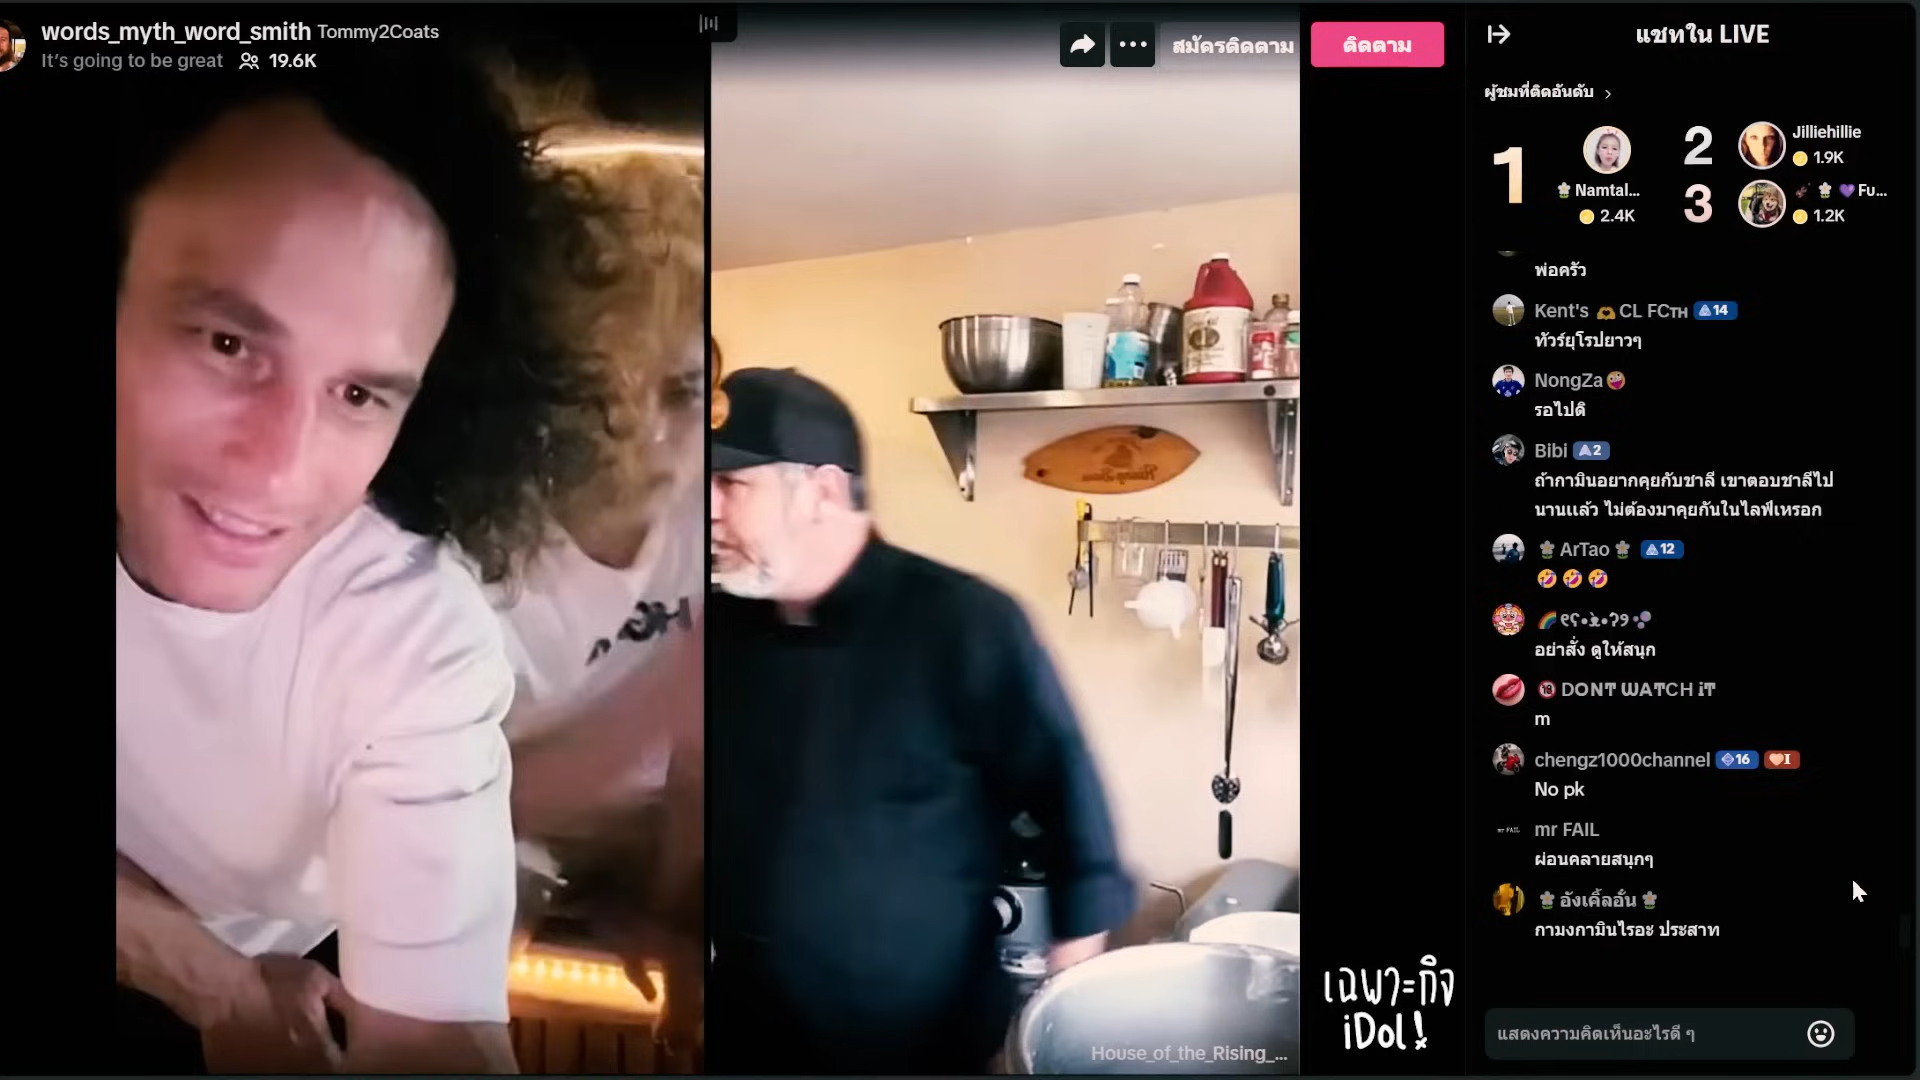 words_myth_word_smith Tommy2Coats
It's going to be great 19.6K
สมัครติดตาม
ติดตาม
แชทใน LIVE
ผู้ชมที่ติดอันดับ
1
Namtal...
2.4K
2
Jilliehillie
1.9K
3
Fu...
1.2K
พ่อครัว
Kent's CL FCTH 14
ทัวร์ยุโรปยาวๆ
NongZa
รอไปดิ
Bibi 2
ถ้ากามินอยากคุยกับชาลี เขาตอบชาลีไป
นานแล้ว ไม่ต้องมาคุยกันในไลฟ์เหรอก
ArTao 12
อย่าสั่ง ดูให้สนุก
DONT WATCH iT
m
chengz1000channel 16 I
No pk
mr FAIL
ผ่อนคลายสนุกๆ
อังเคิ้ลอั๋น
กามงกามินไรอะ ประสาท
แสดงความคิดเห็นอะไรดี ๆ
เฉพาะกิจ
iDol!
House_of_the_Rising_...